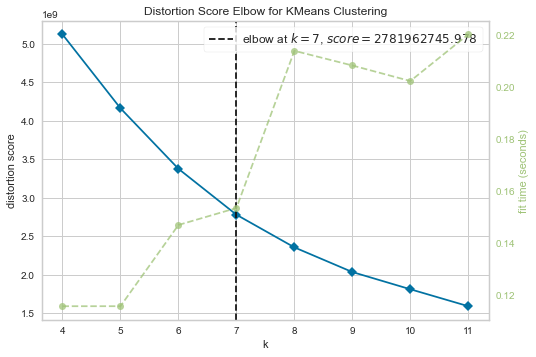 Distortion Score Elbow for KMeans Clustering
1e9
elbow at k = 7, score = 2781962745.978
distortion score
5.0
4.5
4.0
3.5
3.0
2.5
2.0
1.5
0.22
0.20
0.18
0.16
0.14
0.12
fit time (seconds)
4 5 6 7 8 9 10 11
k